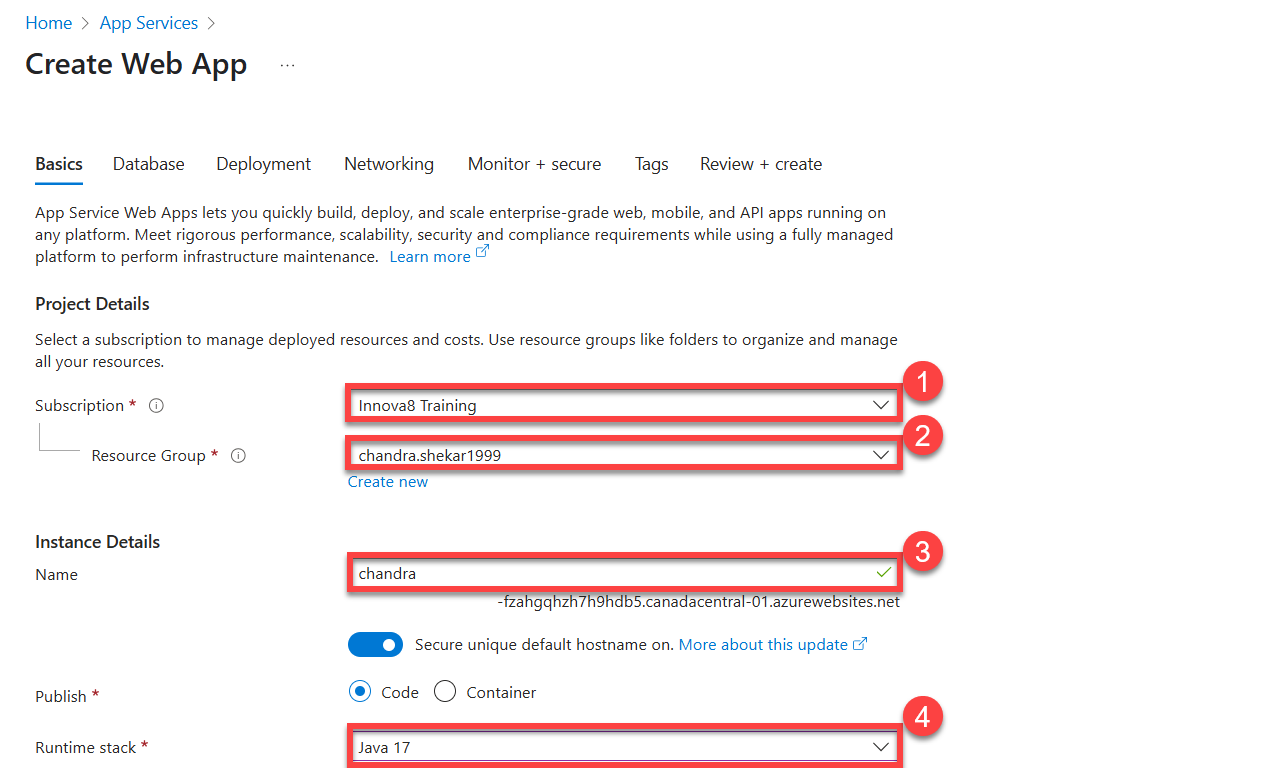 Home > App Services >
Create Web App ...
Basics Database Deployment Networking Monitor + secure Tags Review + create
App Service Web Apps lets you quickly build, deploy, and scale enterprise-grade web, mobile, and API apps running on
any platform. Meet rigorous performance, scalability, security and compliance requirements while using a fully managed
platform to perform infrastructure maintenance. Learn more
Project Details
Select a subscription to manage deployed resources and costs. Use resource groups like folders to organize and manage
all your resources.
1
Subscription * Innova8 Training
2
Resource Group * chandra.shekar1999
Create new
Instance Details
3
Name chandra
-fzahgqhzh7h9hdb5.canadacentral-01.azurewebsites.net
Secure unique default hostname on. More about this update
Publish * Code Container
4
Runtime stack * Java 17